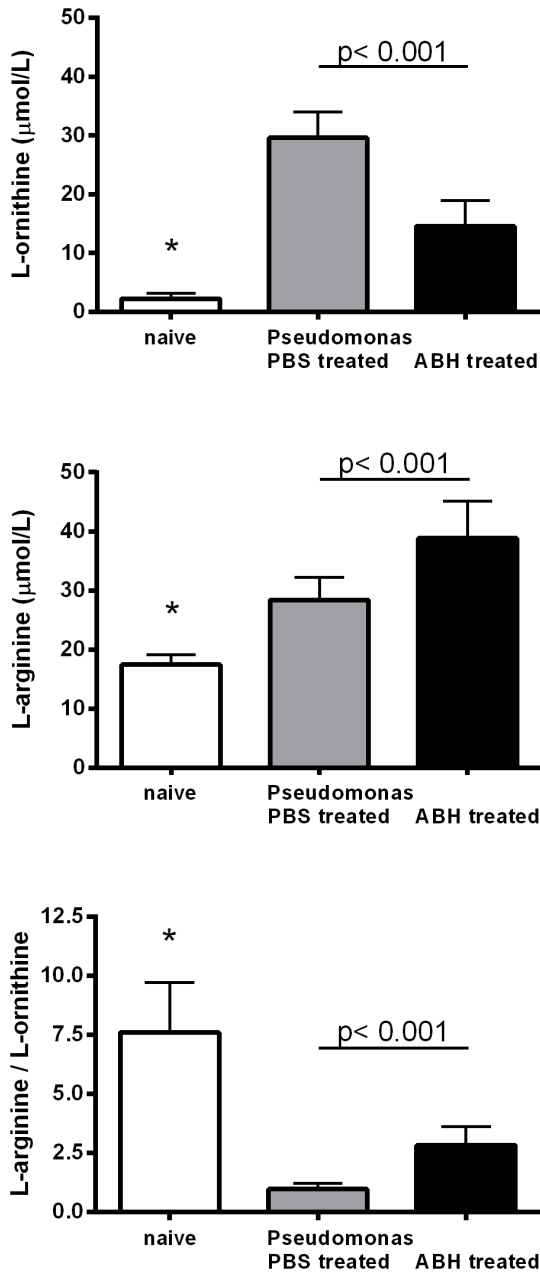 L-ornithine (μmol/L)
50
40
30
20
10
0
p< 0.001
*
naive
Pseudomonas
PBS treated
ABH treated
L-arginine (μmol/L)
50
40
30
20
10
0
p< 0.001
*
naive
Pseudomonas
PBS treated
ABH treated
L-arginine / L-ornithine
12.5
10.0
7.5
5.0
2.5
0.0
*
p< 0.001
naive
Pseudomonas
PBS treated
ABH treated